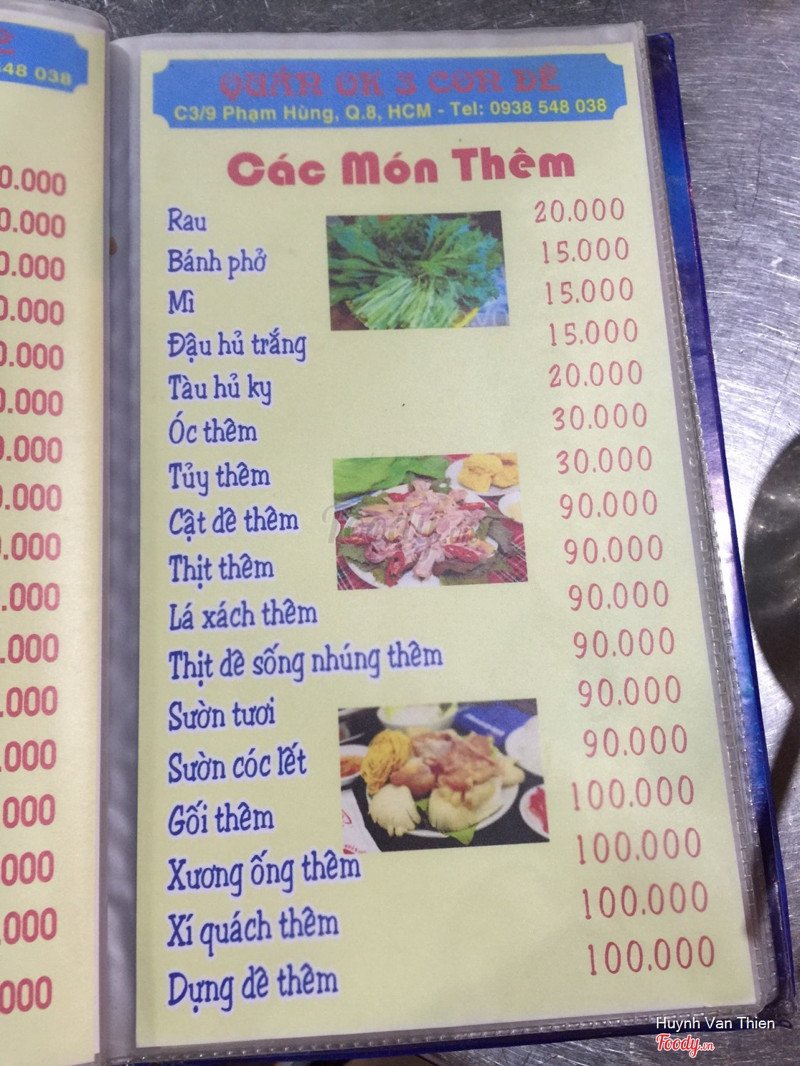 548 038
QUÁN OK 3 CON DÊ
C3/9 Phạm Hùng, Q.8, HCM - Tel: 0938 548 038
Các Món Thêm
Rau 20.000
Bánh phở 15.000
Mì 15.000
Đậu hủ trắng 15.000
Tàu hủ ky 20.000
Óc thêm 30.000
Tủy thêm 30.000
Cật dê thêm 90.000
Thịt thêm 90.000
Lá xách thêm 90.000
Thịt dê sống nhúng thêm 90.000
Sườn tươi 90.000
Sườn cóc lết 90.000
Gối thêm 100.000
Xương ống thêm 100.000
Xí quách thêm 100.000
Dựng dê thêm 100.000
Huynh Van Thien
Foody.vn